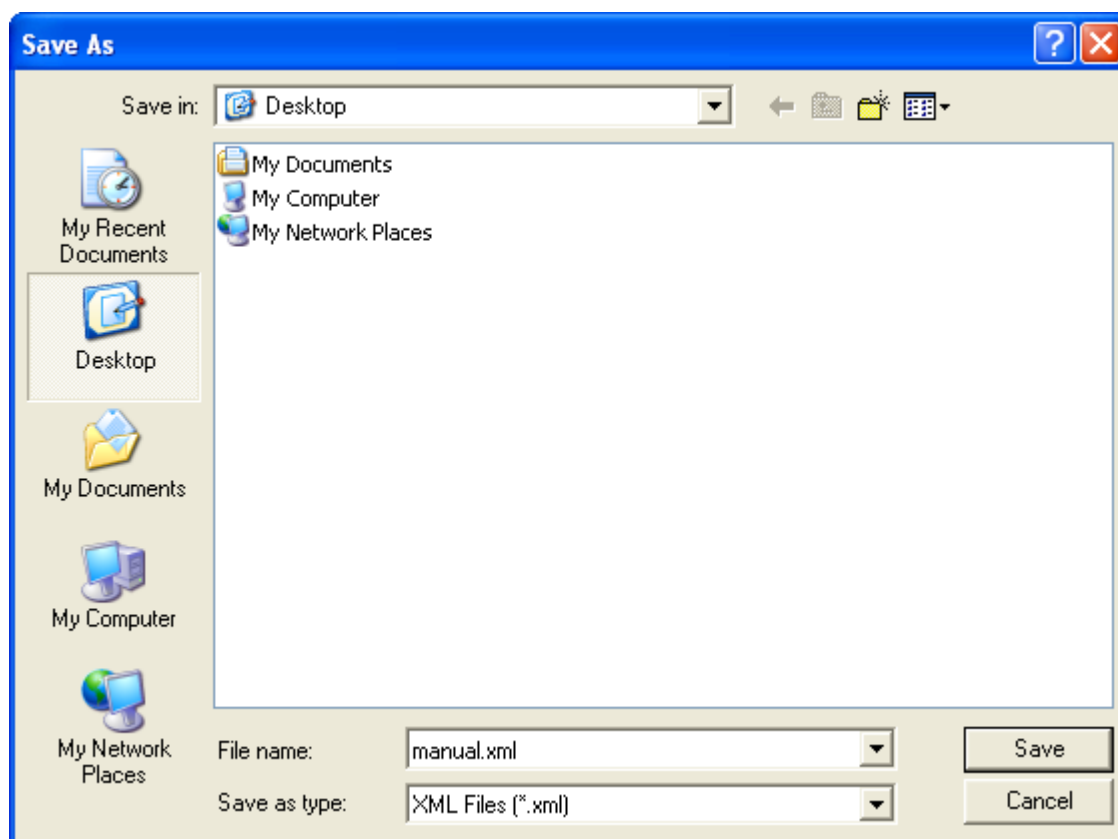 Save As
Save in:
Desktop
My Documents
My Computer
My Network Places
My Recent
Documents
Desktop
My Documents
My Computer
My Network
Places
File name:
manual.xml
Save
Save as type:
XML Files (*.xml)
Cancel